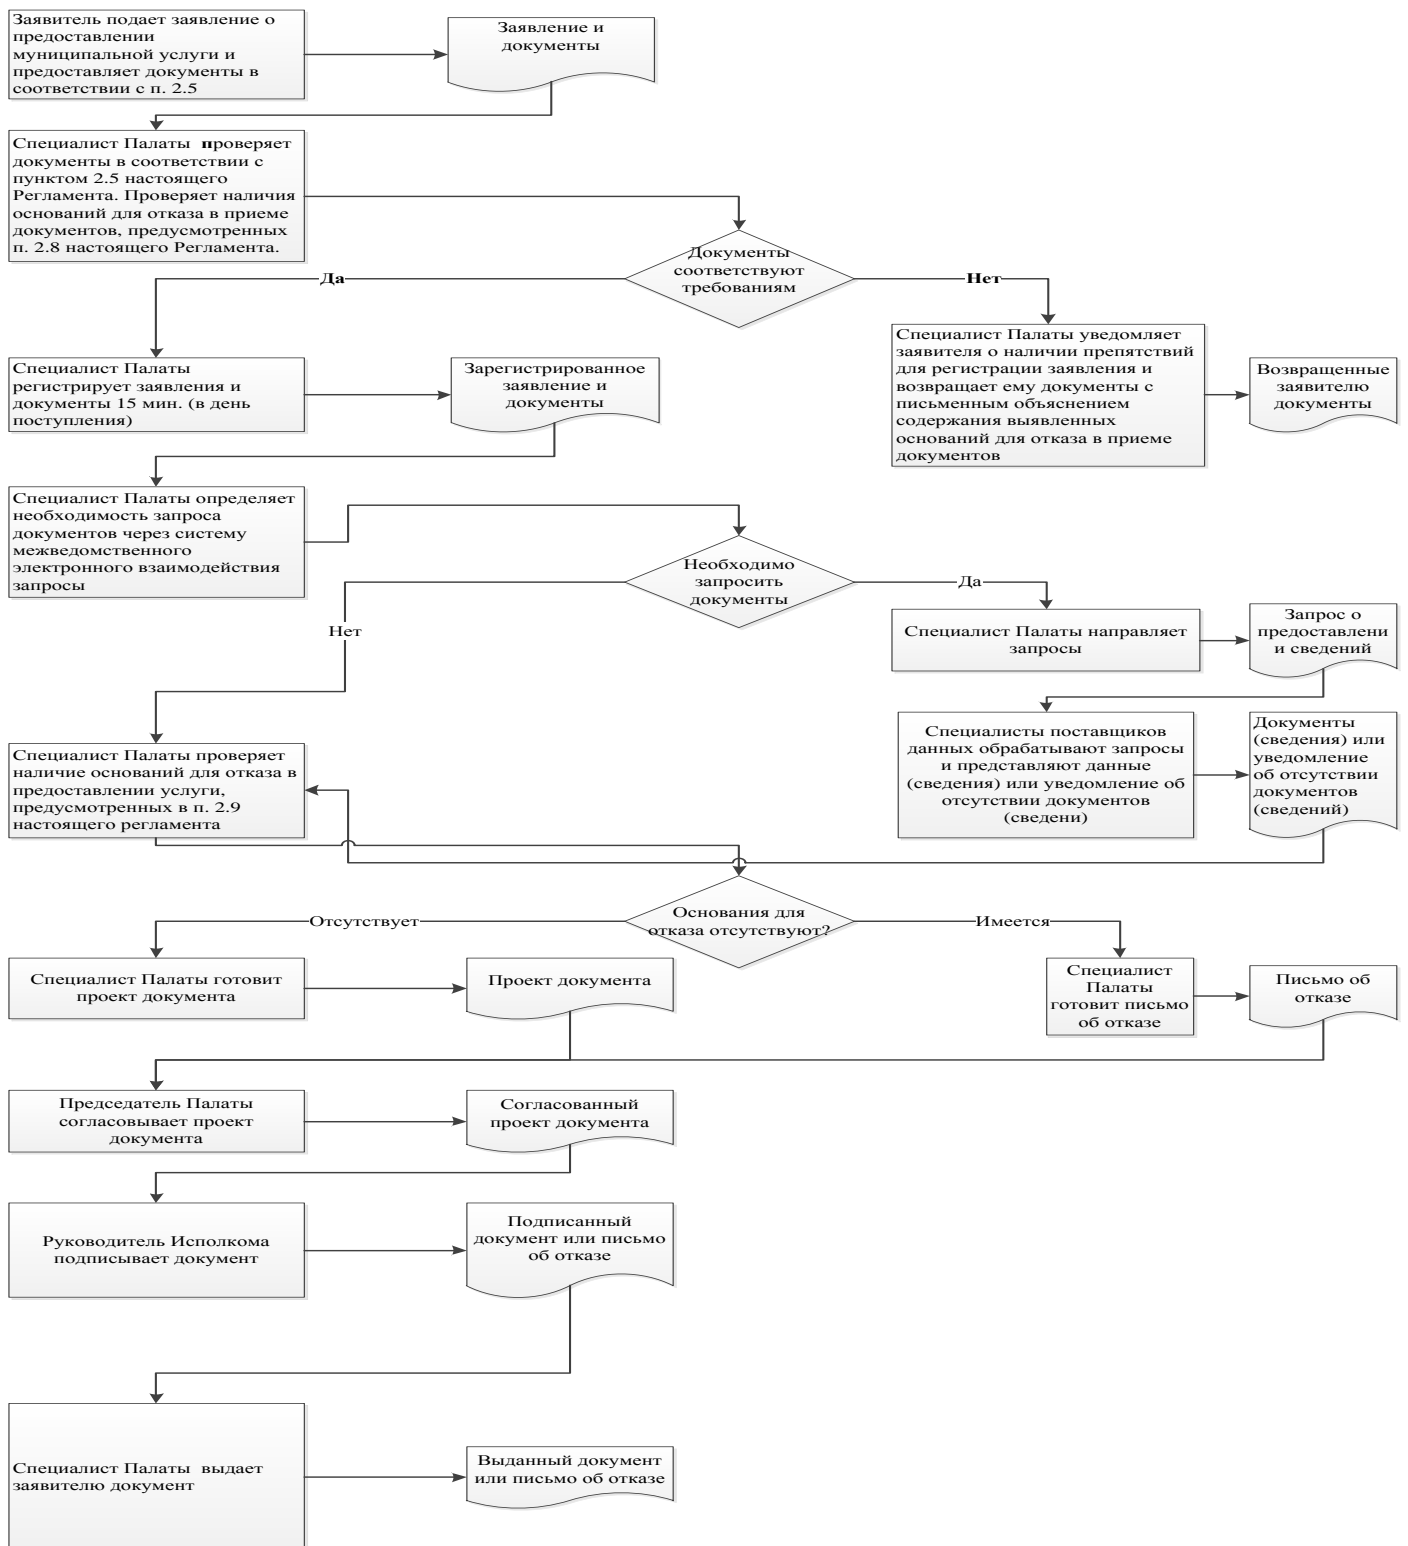 Заявитель подает заявление о
предоставлении
муниципальной услуги и
предоставляет документы в
соответствии с п. 2.5
Заявление и
документы
Специалист Палаты  проверяет
документы в соответствии с
пунктом 2.5 настоящего
Регламента. Проверяет наличия
оснований для отказа в приеме
документов, предусмотренных
п. 2.8 настоящего Регламента.
Документы
соответствуют
требованиям
Да
Нет
Специалист Палаты
регистрирует заявления и
документы 15 мин. (в день
поступления)
Зарегистрированное
заявление и
документы
Специалист Палаты уведомляет
заявителя о наличии препятствий
для регистрации заявления и
возвращает ему документы с
письменным объяснением
содержания выявленных
оснований для отказа в приеме
документов
Возвращенные
заявителю
документы
Специалист Палаты определяет
необходимость запроса
документов через систему
межведомственного
электронного взаимодействия
запросы
Необходимо
запросить
документы
Да
Нет
Специалист Палаты направляет
запросы
Запрос о
предоставлени
и сведений
Специалисты поставщиков
данных обрабатывают запросы
и представляют данные
(сведения) или уведомление об
отсутствии документов
(сведени)
Документы
(сведения) или
уведомление
об отсутствии
документов
(сведений)
Специалист Палаты проверяет
наличие оснований для отказа в
предоставлении услуги,
предусмотренных в п. 2.9
настоящего регламента
Основания для
отказа отсутствуют?
Отсутствует
Имеется
Специалист Палаты готовит
проект документа
Проект документа
Специалист
Палаты
готовит письмо
об отказе
Письмо об
отказе
Председатель Палаты
согласовывает проект
документа
Согласованный
проект документа
Руководитель Исполкома
подписывает документ
Подписанный
документ или письмо
об отказе
Специалист Палаты  выдает
заявителю документ
Выданный документ
или письмо об отказе